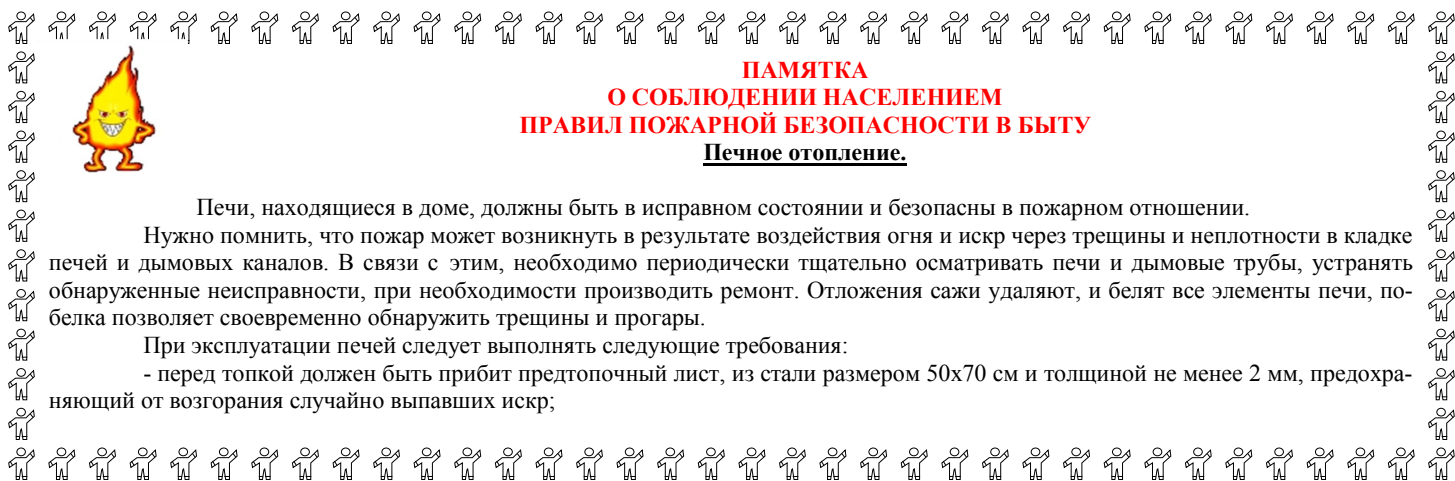 ПАМЯТКА
О СОБЛЮДЕНИИ НАСЕЛЕНИЕМ
ПРАВИЛ ПОЖАРНОЙ БЕЗОПАСНОСТИ В БЫТУ
Печное отопление.
Печи, находящиеся в доме, должны быть в исправном состоянии и безопасны в пожарном отношении.
Нужно помнить, что пожар может возникнуть в результате воздействия огня и искр через трещины и неплотности в кладке
печей и дымовых каналов. В связи с этим, необходимо периодически тщательно осматривать печи и дымовые трубы, устранять
обнаруженные неисправности, при необходимости производить ремонт. Отложения сажи удаляют, и белят все элементы печи, по-
белка позволяет своевременно обнаружить трещины и прогары.
При эксплуатации печей следует выполнять следующие требования:
- перед топкой должен быть прибит предтопочный лист, из стали размером 50х70 см и толщиной не менее 2 мм, предохра-
няющий от возгорания случайно выпавших искр;